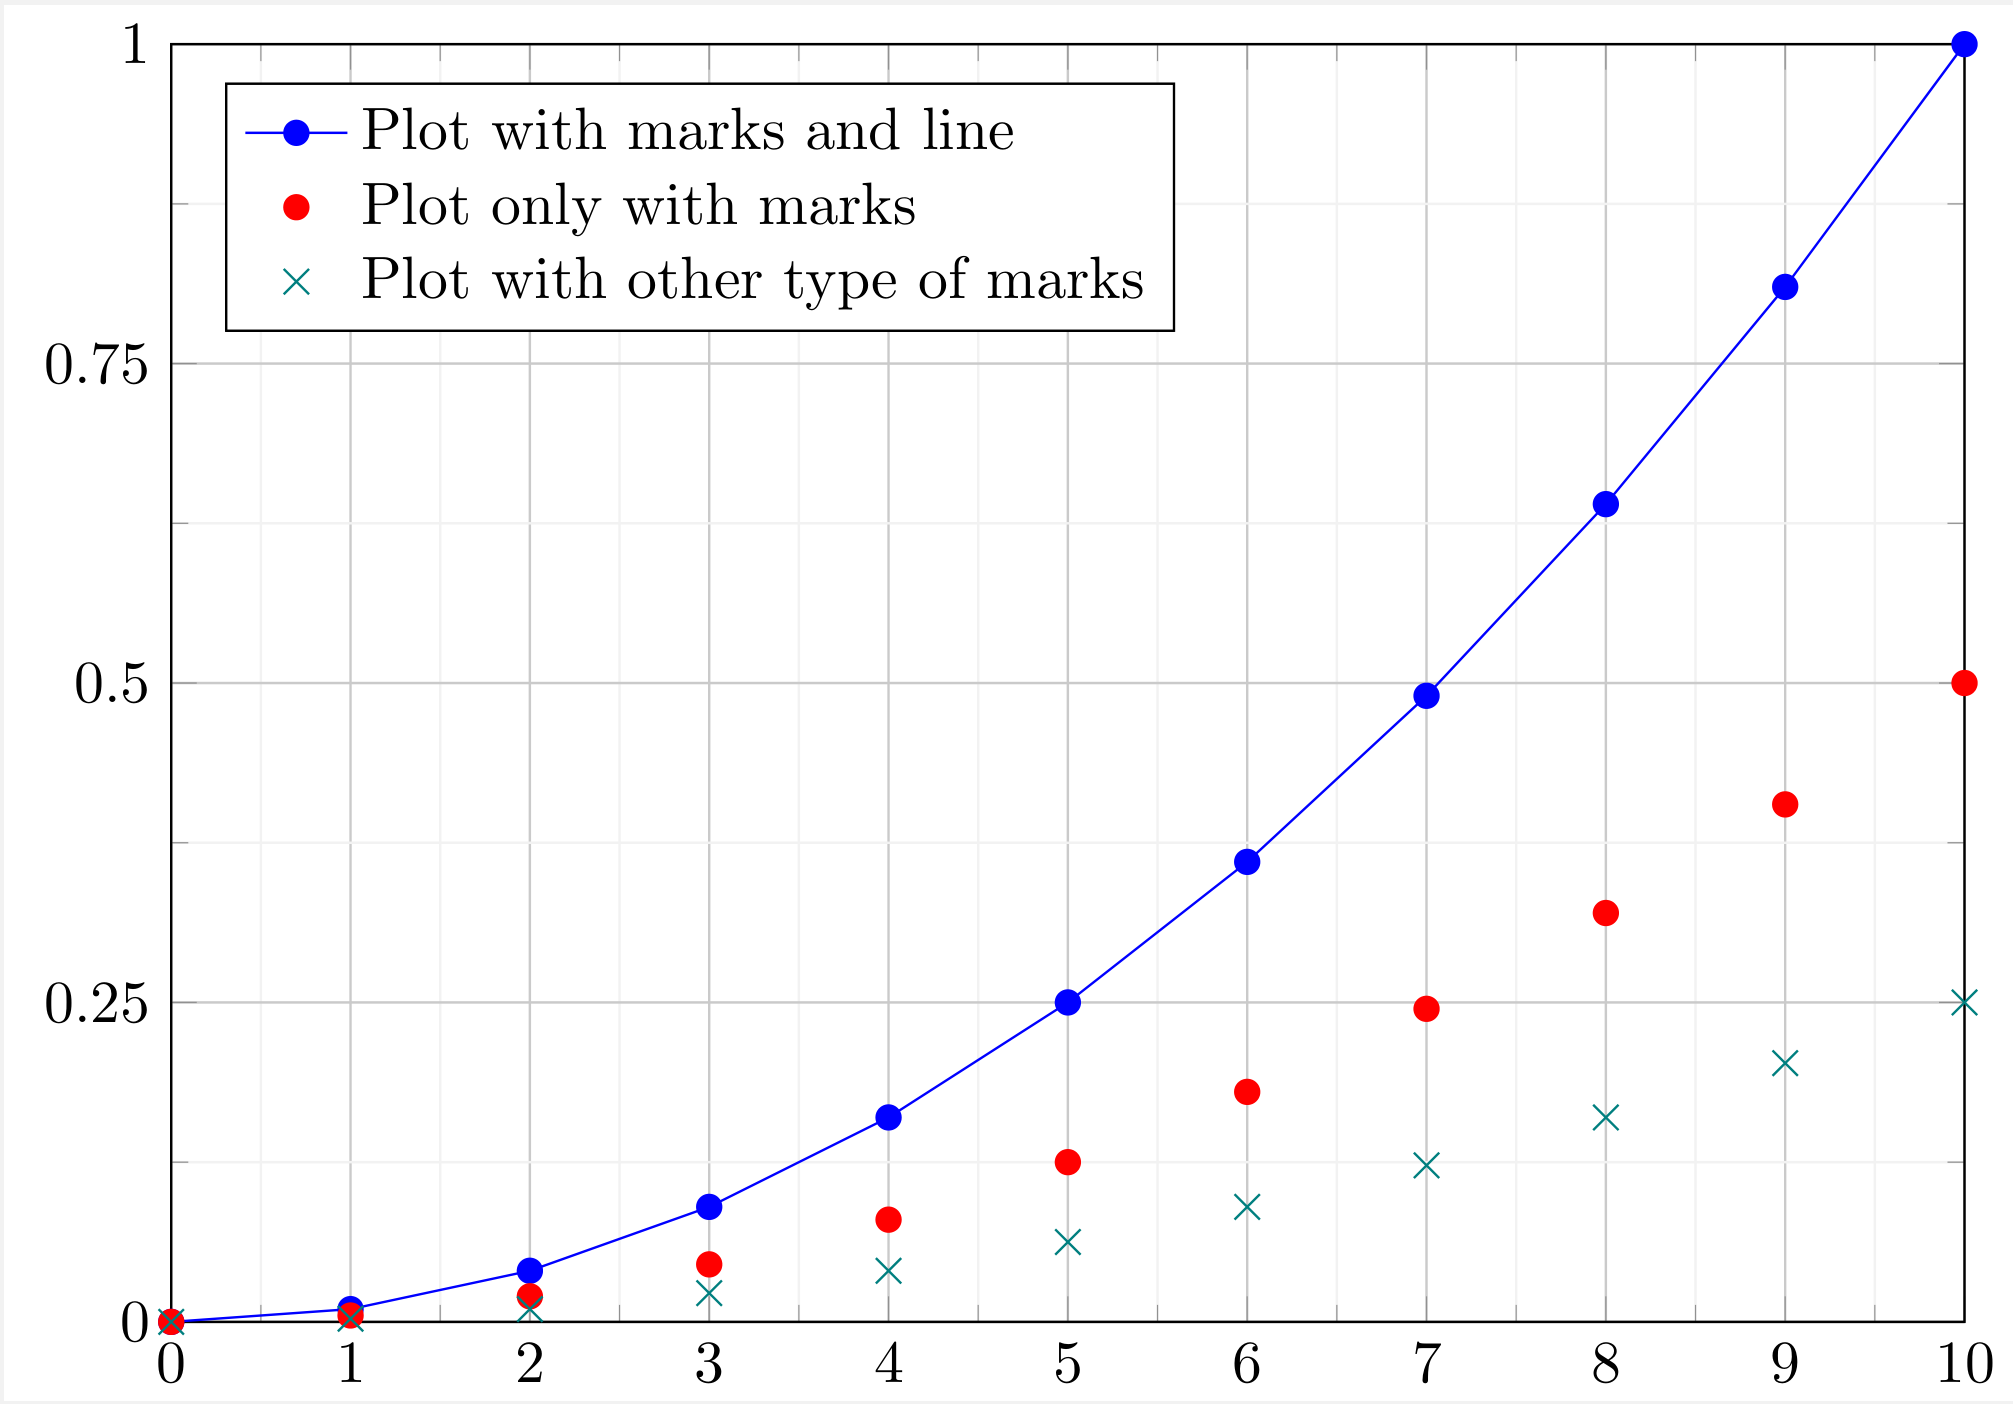 1
Plot with marks and line
Plot only with marks
Plot with other type of marks
0.75
0.5
0.25
0
0 1 2 3 4 5 6 7 8 9 10